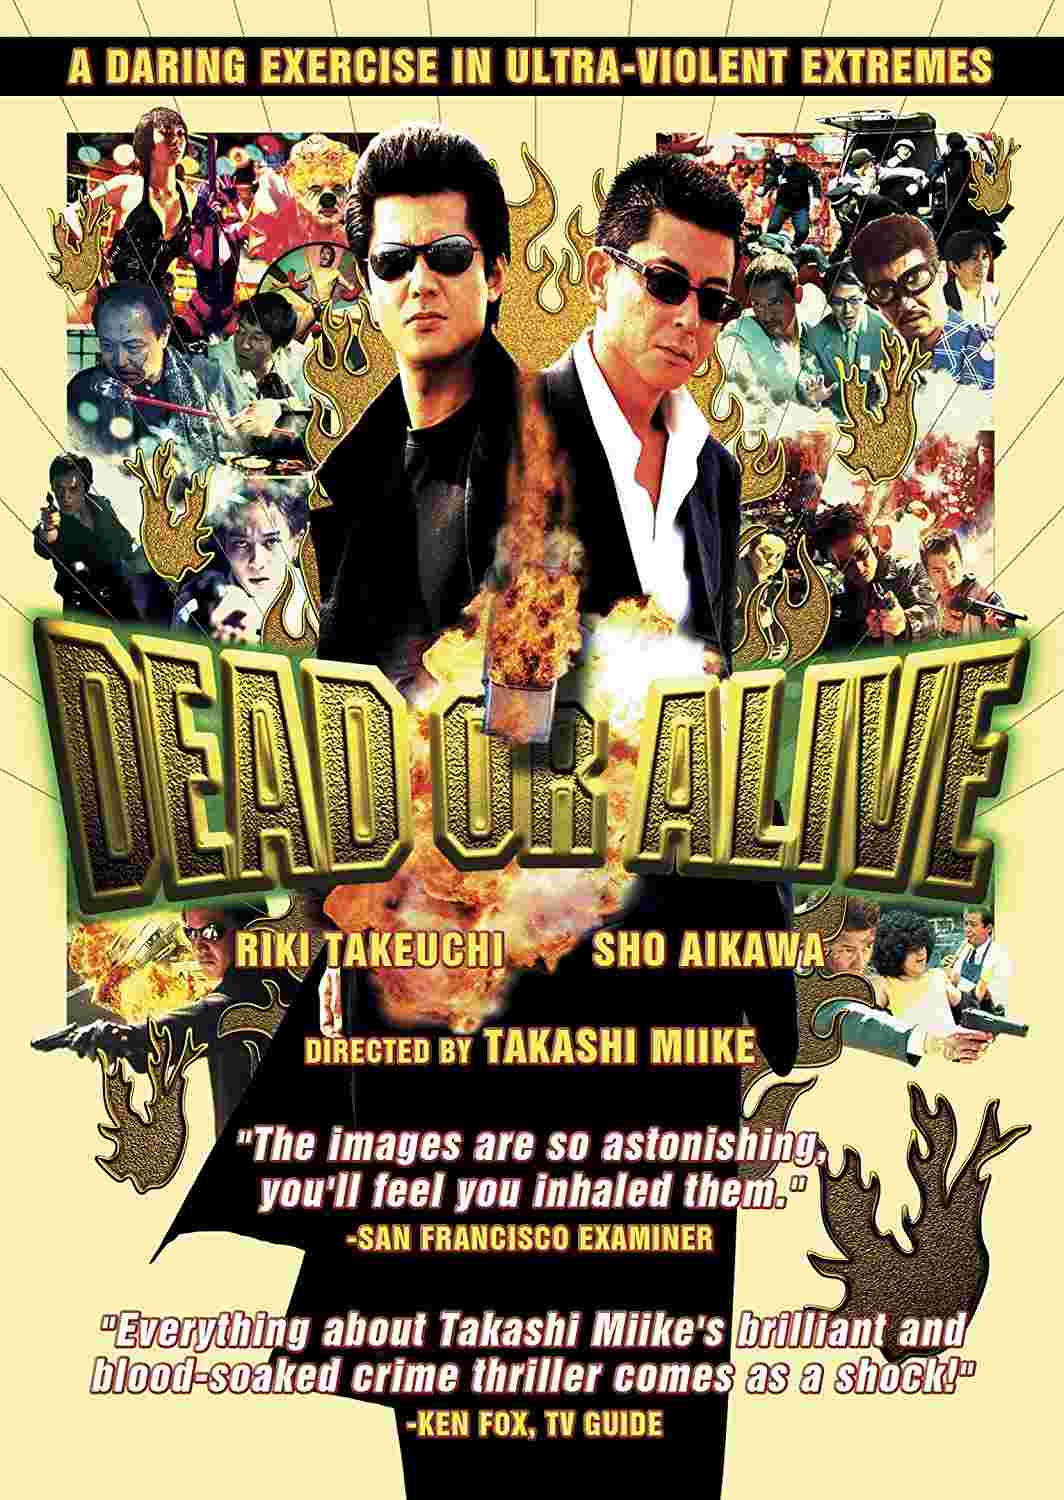 A DARING EXERCISE IN ULTRA-VIOLENT EXTREMES
DEAD OR ALIVE
RIKI TAKEUCHI SHO AIKAWA
DIRECTED BY TAKASHI MIIKE
"The images are so astonishing,
you'll feel you inhaled them."
-SAN FRANCISCO EXAMINER
"Everything about Takashi Miike's brilliant and
blood-soaked crime thriller comes as a shock!"
-KEN FOX, TV GUIDE